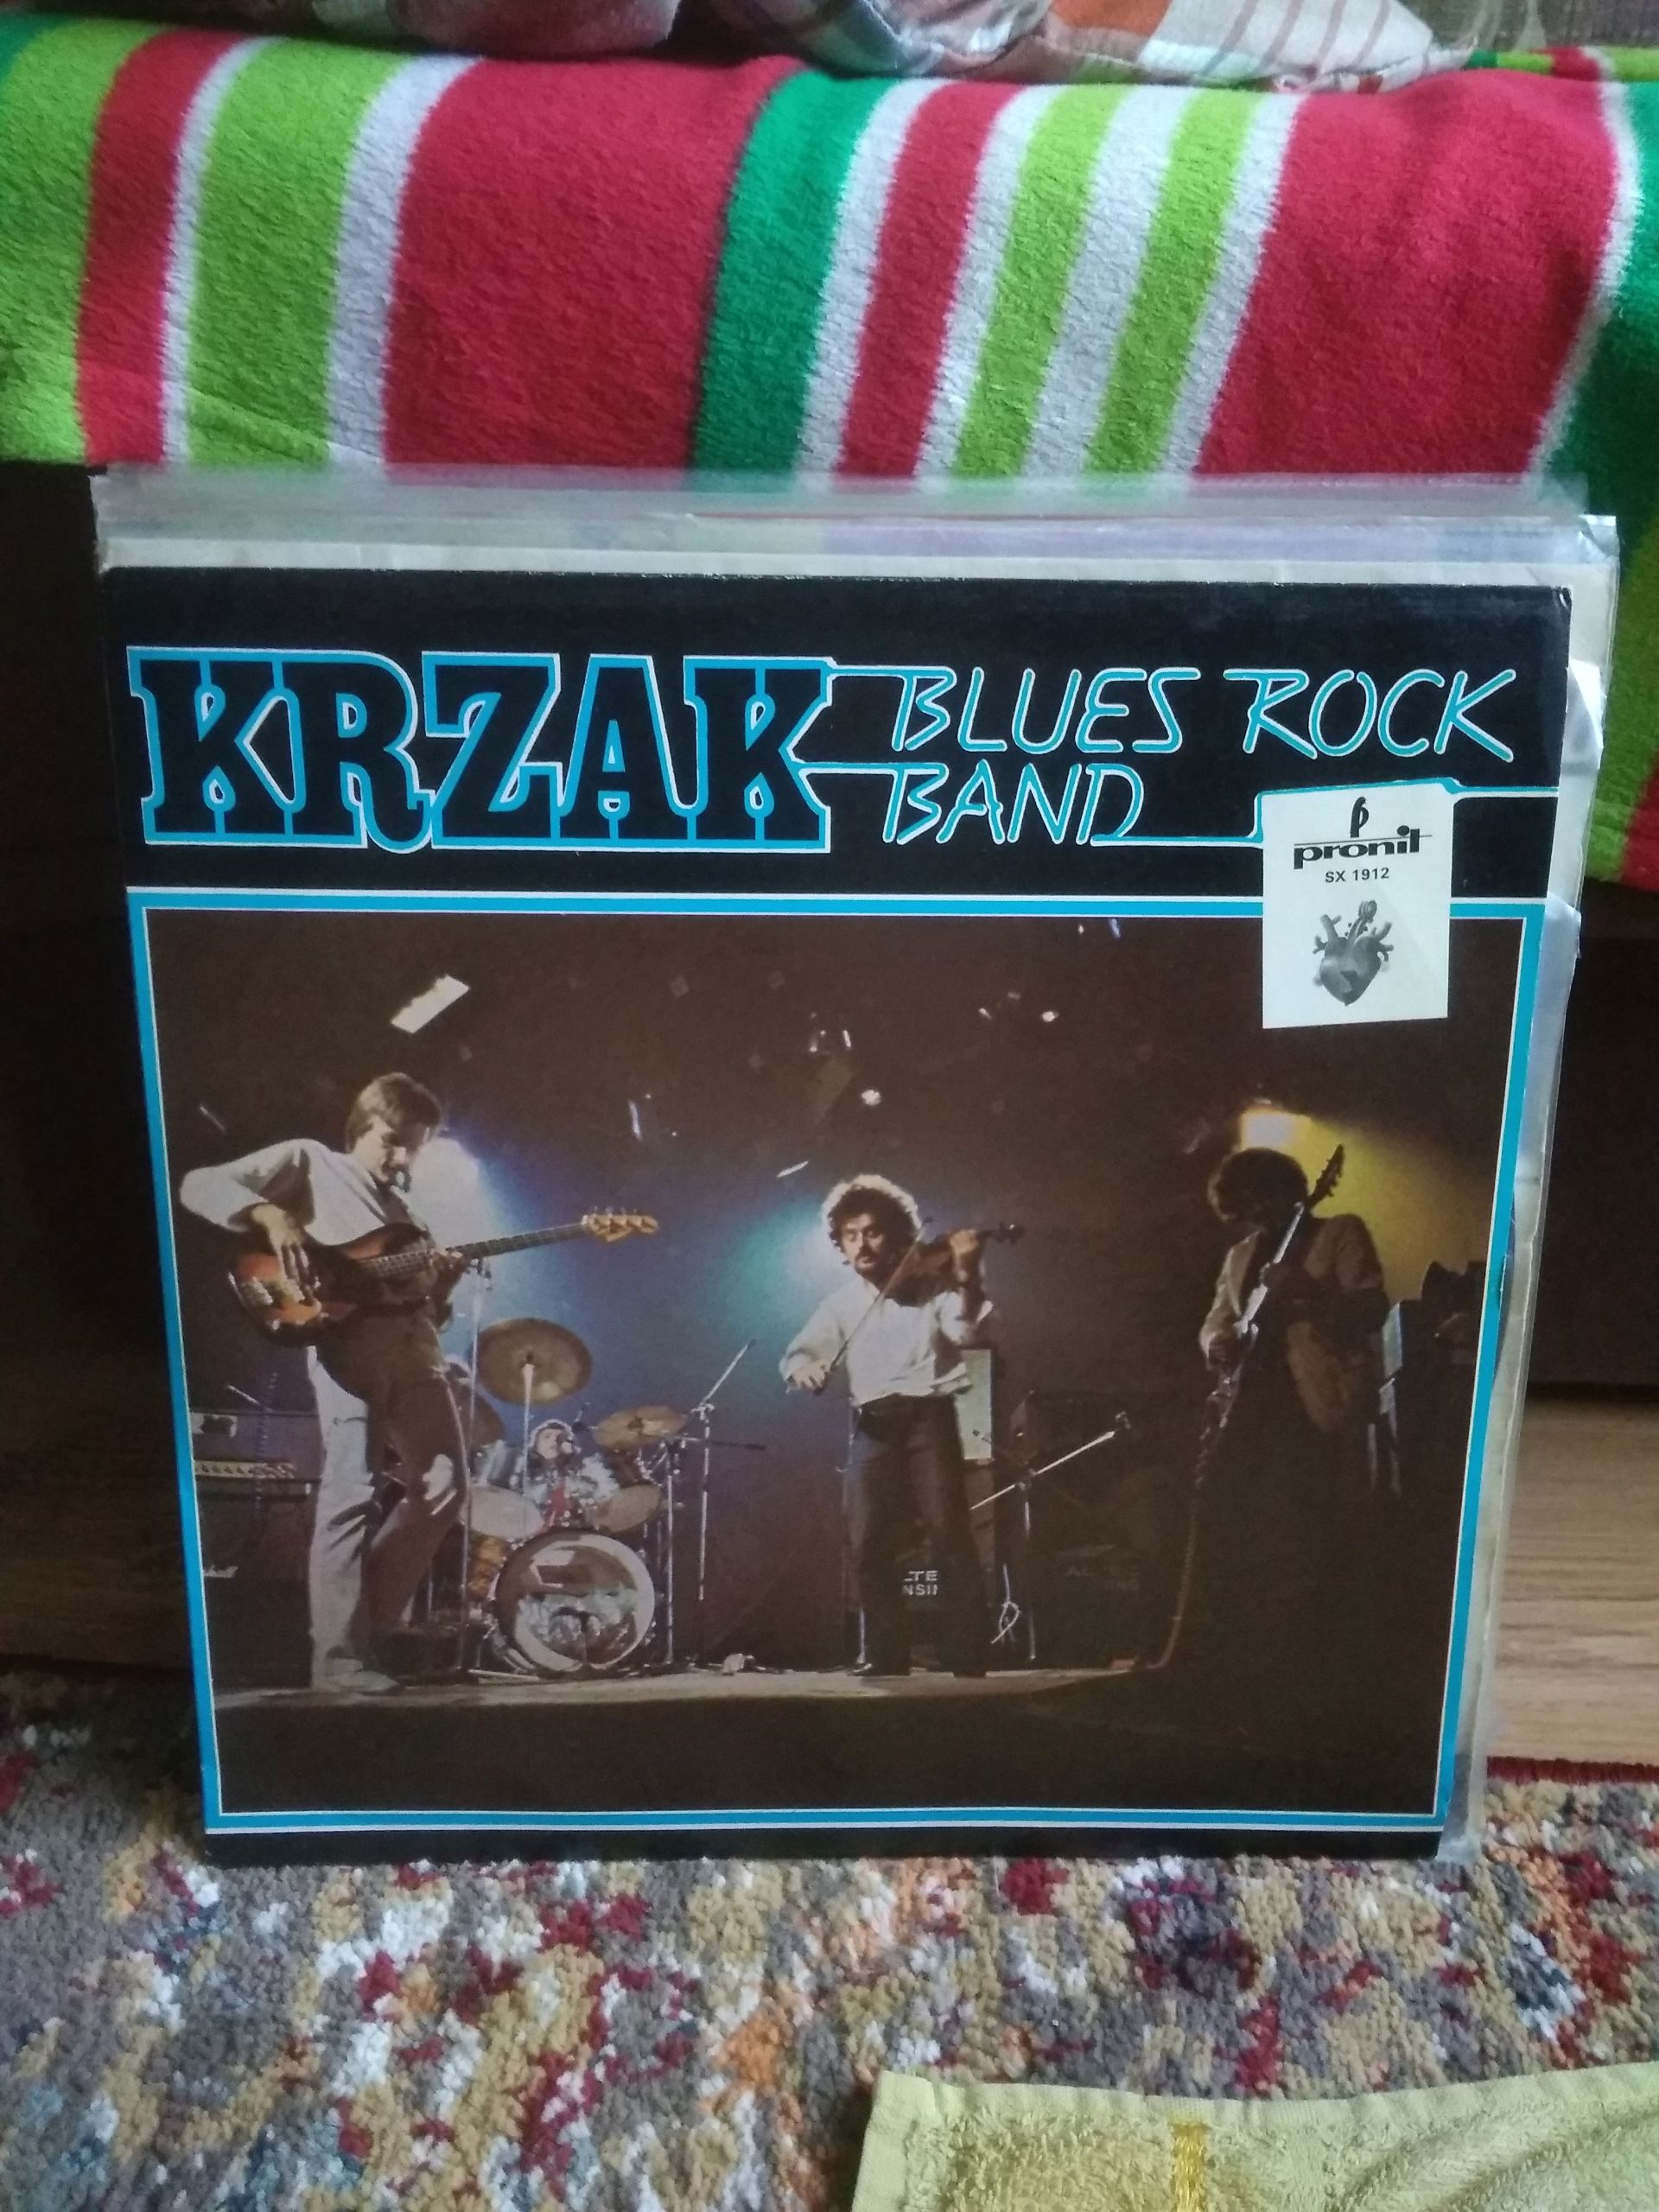 KRZAK BLUES ROCK
BAND
pronit
SX 1912